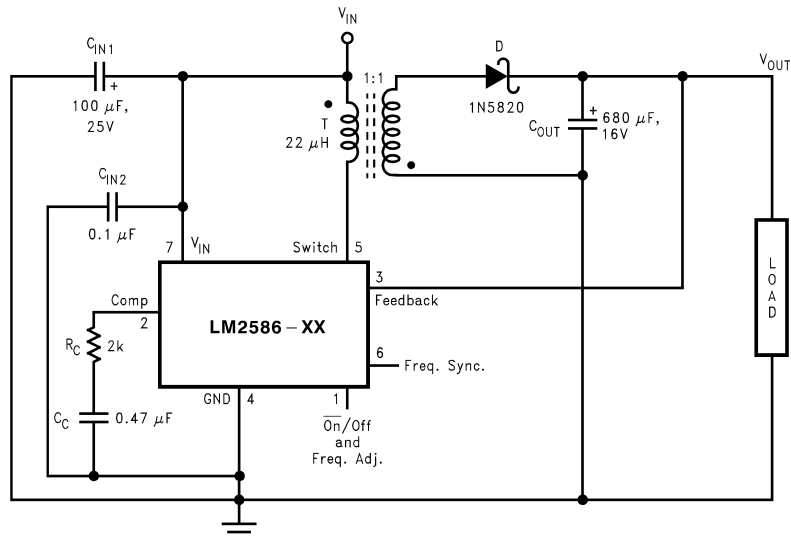 V_IN
C_IN1
+
100 µF,
25V
1:1
T
22 µH
D
1N5820
V_OUT
C_OUT
+
680 µF,
16V
C_IN2
0.1 µF
7
V_IN
Switch
5
3
Feedback
Comp
2
LM2586-XX
R_C
2k
6
Freq. Sync.
GND
4
1
C_C
0.47 µF
O̅n̅/Off
and
Freq. Adj.
LOAD